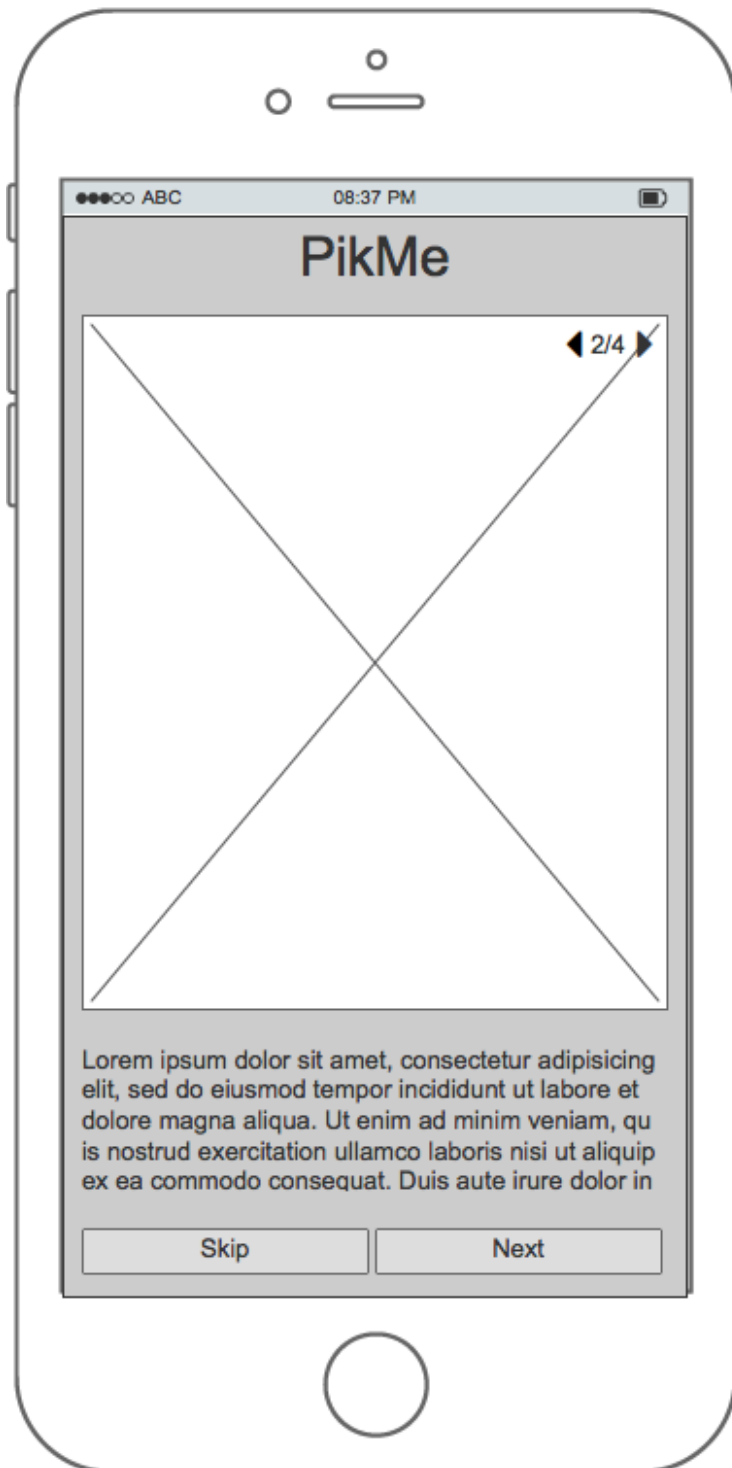 ABC 08:37 PM
PikMe
2/4
Lorem ipsum dolor sit amet, consectetur adipisicing
elit, sed do eiusmod tempor incididunt ut labore et
dolore magna aliqua. Ut enim ad minim veniam, qu
is nostrud exercitation ullamco laboris nisi ut aliquip
ex ea commodo consequat. Duis aute irure dolor in
Skip Next